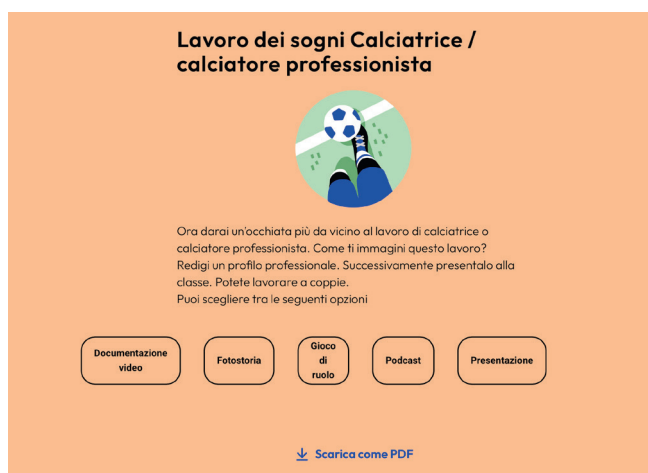 Lavoro dei sogni Calciatrice /
calciatore professionista
Ora darai un'occhiata più da vicino al lavoro di calciatrice o
calciatore professionista. Come ti immagini questo lavoro?
Redigi un profilo professionale. Successivamente presentalo alla
classe. Potete lavorare a coppie.
Puoi scegliere tra le seguenti opzioni
Documentazione
video
Fotostoria
Gioco
di
ruolo
Podcast
Presentazione
Scarica come PDF